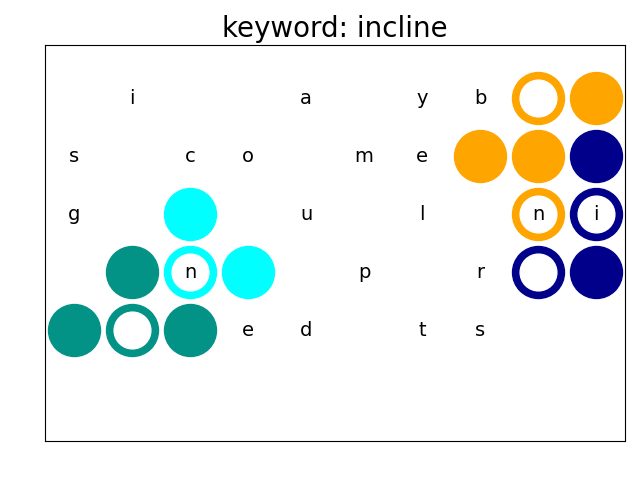 keyword: incline
i a y b
s c o m e
g u l n i
n p r
e d t s